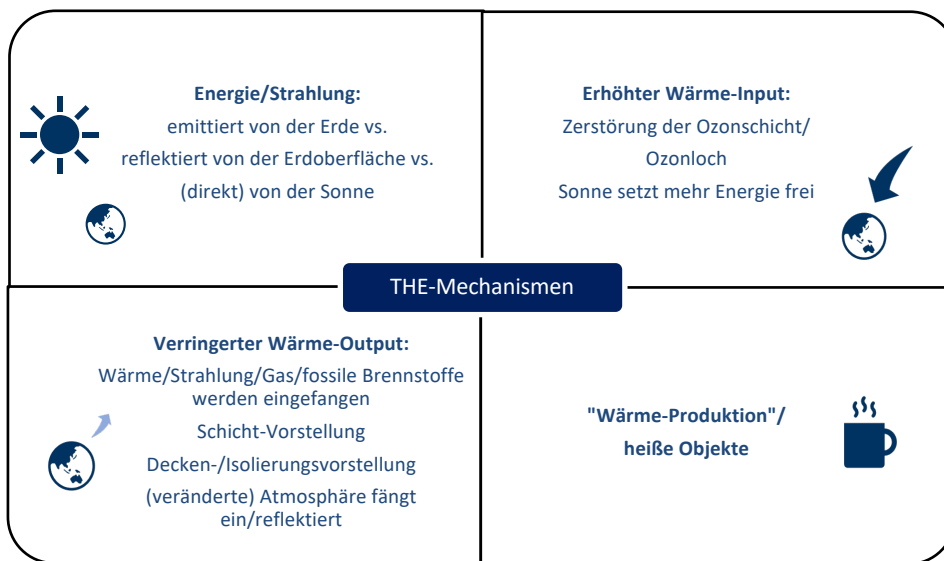 Energie/Strahlung:
emittiert von der Erde vs.
reflektiert von der Erdoberfläche vs.
(direkt) von der Sonne
Erhöhter Wärme-Input:
Zerstörung der Ozonschicht/
Ozonloch
Sonne setzt mehr Energie frei
THE-Mechanismen
Verringerter Wärme-Output:
Wärme/Strahlung/Gas/fossile Brennstoffe
werden eingefangen
Schicht-Vorstellung
Decken-/Isolierungsvorstellung
(veränderte) Atmosphäre fängt
ein/reflektiert
"Wärme-Produktion"/
heiße Objekte